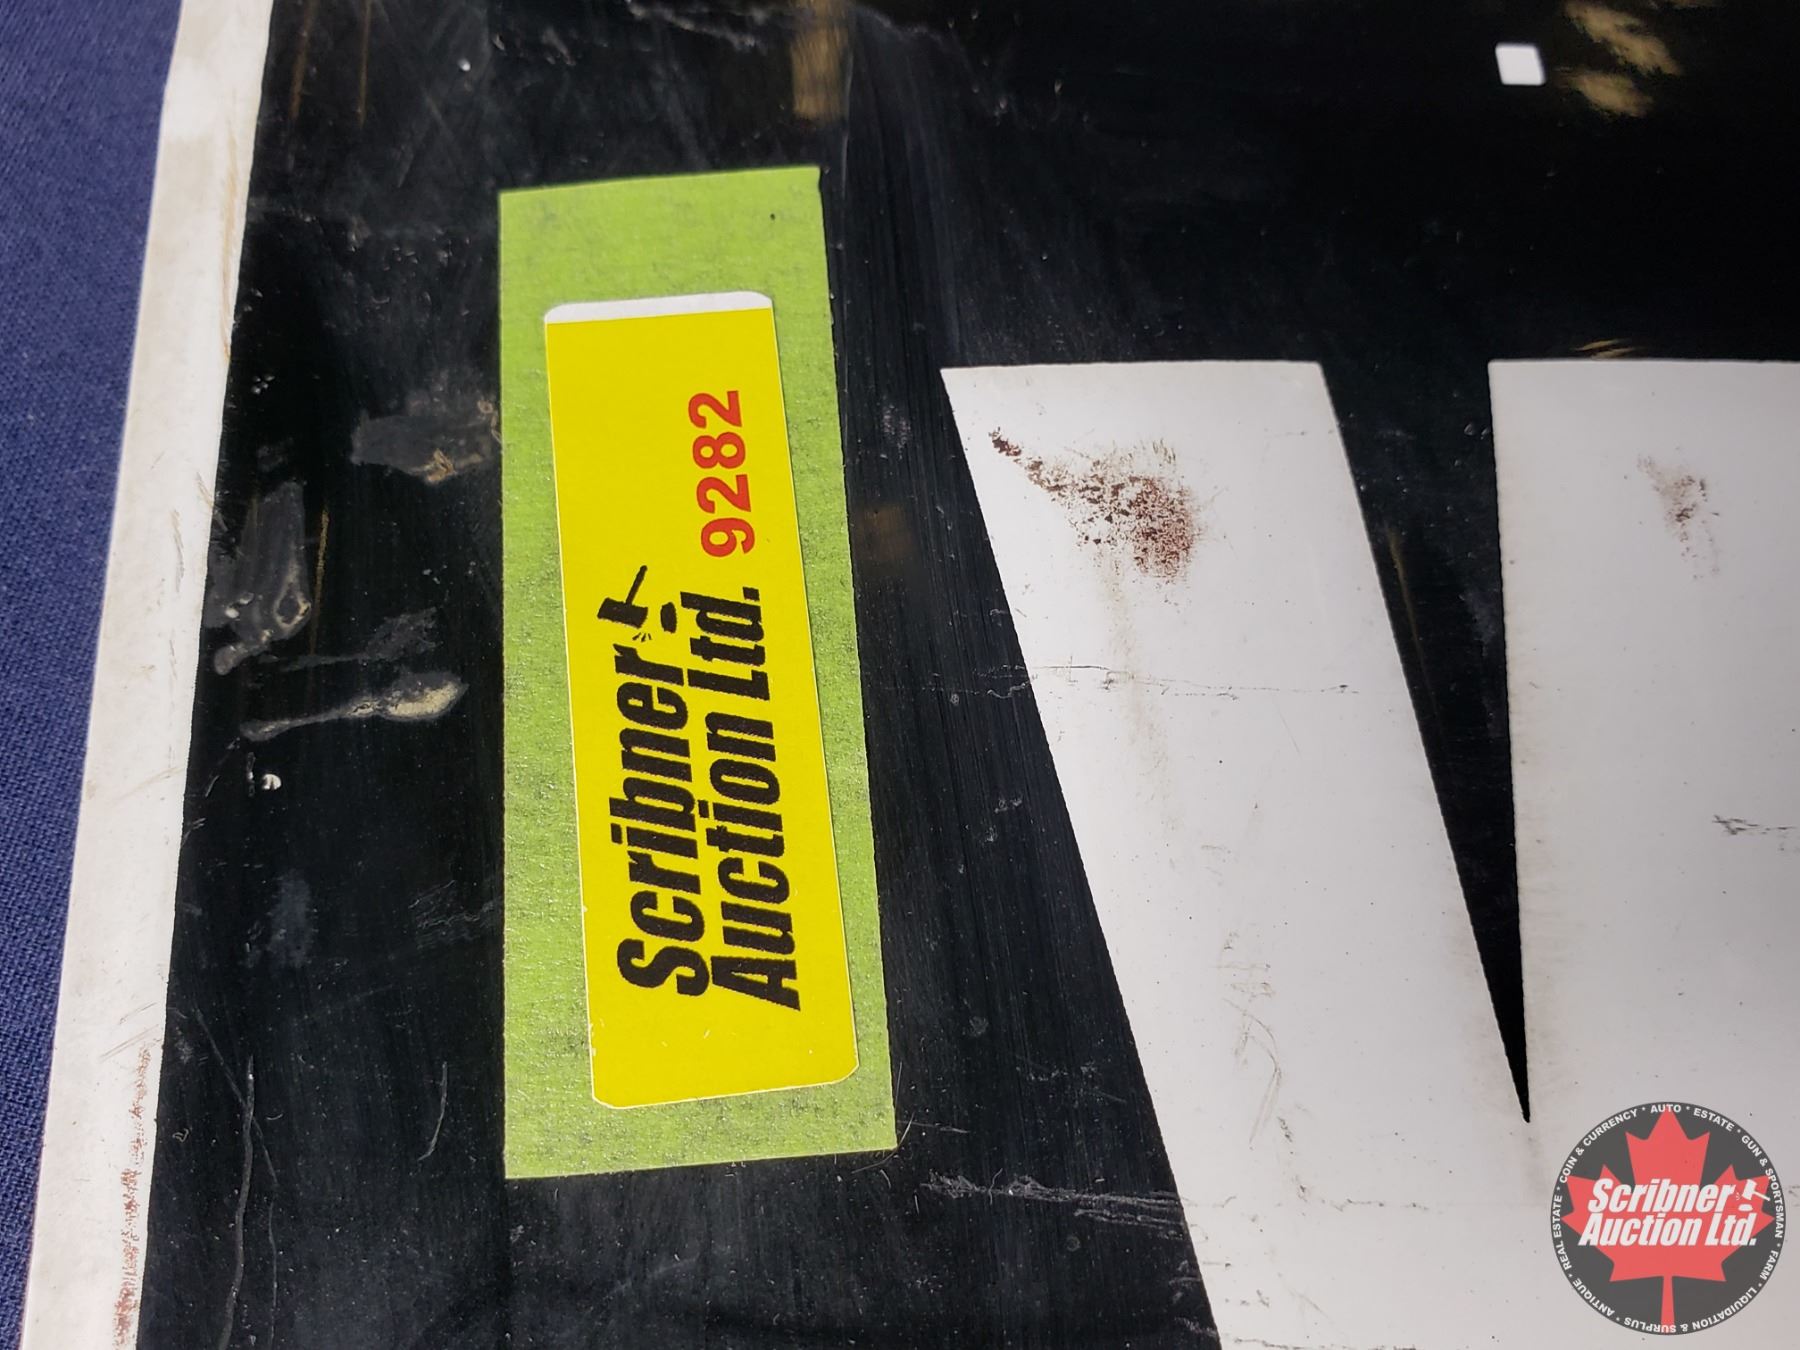 Scribner
Auction Ltd. 9282
Scribner
Auction Ltd.
REAL ESTATE * COIN & CURRENCY * AUTO * ESTATE * GUN & SPORTSMAN * FARM * LIQUIDATION & SURPLUS * ANTIQUE *